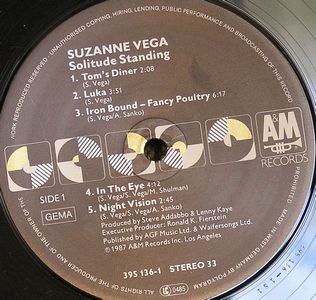 UNAUTHORISED COPYING, HIRING, LENDING, PUBLIC PERFORMANCE AND BROADCASTING OF THIS RECORD PROHIBITED
ALL RIGHTS OF THE PRODUCER AND OF THE OWNER OF THE WORK REPRODUCED RESERVED
SUZANNE VEGA
Solitude Standing
1. Tom's Diner 2:08
(S. Vega)
2. Luka 3:51
(S. Vega)
3. Iron Bound – Fancy Poultry 6:17
(S. Vega/A. Sanko)
A&M
RECORDS
SIDE 1
GEMA
4. In The Eye 4:12
(S. Vega/S. Vega/M. Shulman)
5. Night Vision 2:45
(S. Vega/S. Vega/A. Sanko)
Produced by Steve Addabbo & Lenny Kaye
Executive Producer: Ronald K. Fierstein
Published by AGF Music Ltd. & Waifersongs Ltd.
℗ 1987 A&M Records Inc. Los Angeles
395 136-1 STEREO 33
LC 0485
MADE IN WEST GERMANY BY POLYGRAM